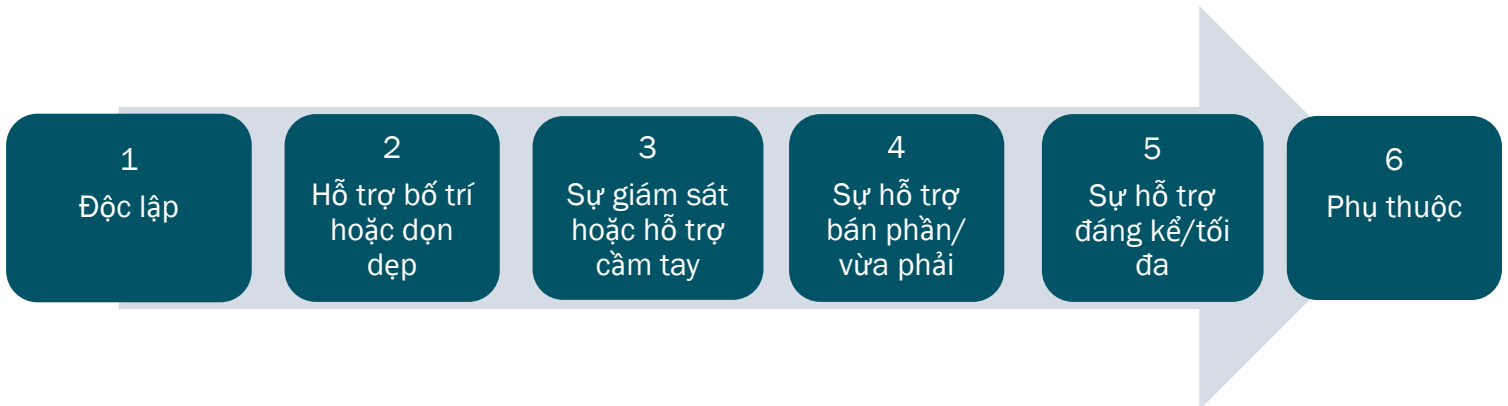 1
Độc lập
2
Hỗ trợ bố trí
hoặc dọn
dẹp
3
Sự giám sát
hoặc hỗ trợ
cầm tay
4
Sự hỗ trợ
bán phần/
vừa phải
5
Sự hỗ trợ
đáng kể/tối
đa
6
Phụ thuộc